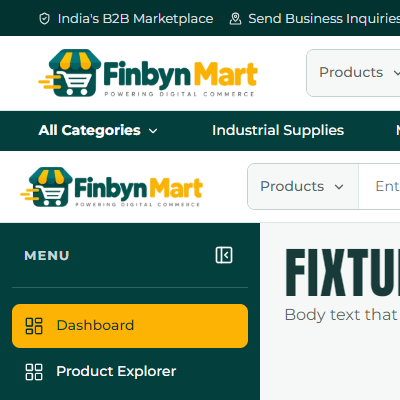 India's B2B Marketplace Send Business Inquiries
Finbyn Mart
POWERING DIGITAL COMMERCE
Products
All Categories Industrial Supplies
Finbyn Mart
POWERING DIGITAL COMMERCE
Products
MENU
Dashboard
Body text that
Product Explorer